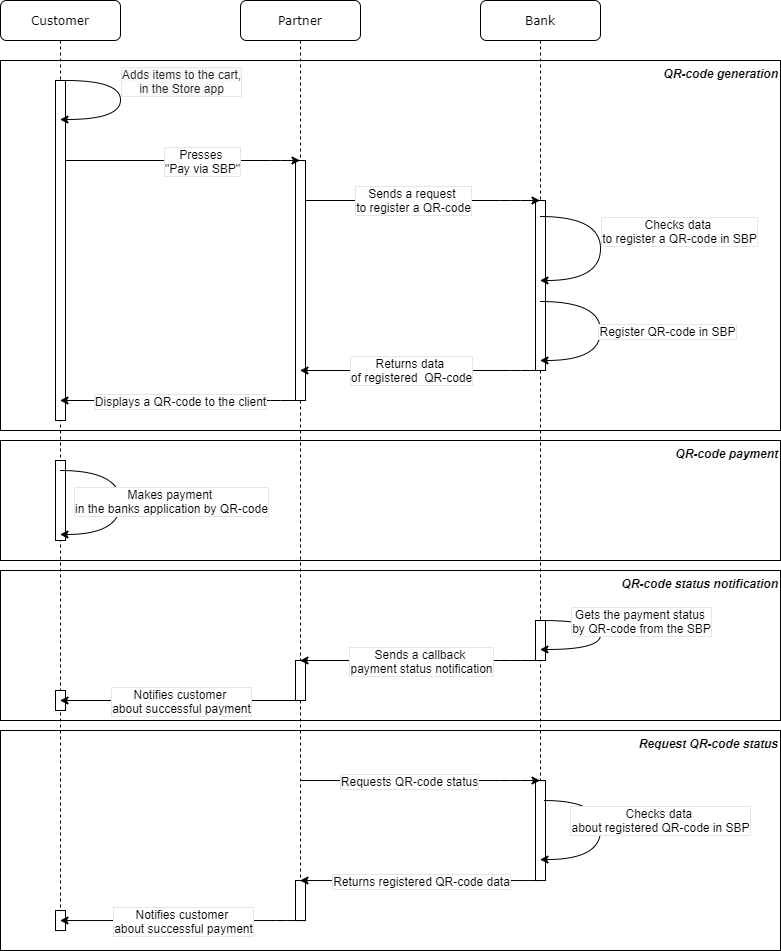 Customer
Partner
Bank
QR-code generation
Adds items to the cart,
in the Store app
Presses
"Pay via SBP"
Sends a request
to register a QR-code
Checks data
to register a QR-code in SBP
Register QR-code in SBP
Returns data
of registered QR-code
Displays a QR-code to the client
QR-code payment
Makes payment
in the banks application by QR-code
QR-code status notification
Gets the payment status
by QR-code from the SBP
Sends a callback
payment status notification
Notifies customer
about successful payment
Request QR-code status
Requests QR-code status
Checks data
about registered QR-code in SBP
Returns registered QR-code data
Notifies customer
about successful payment